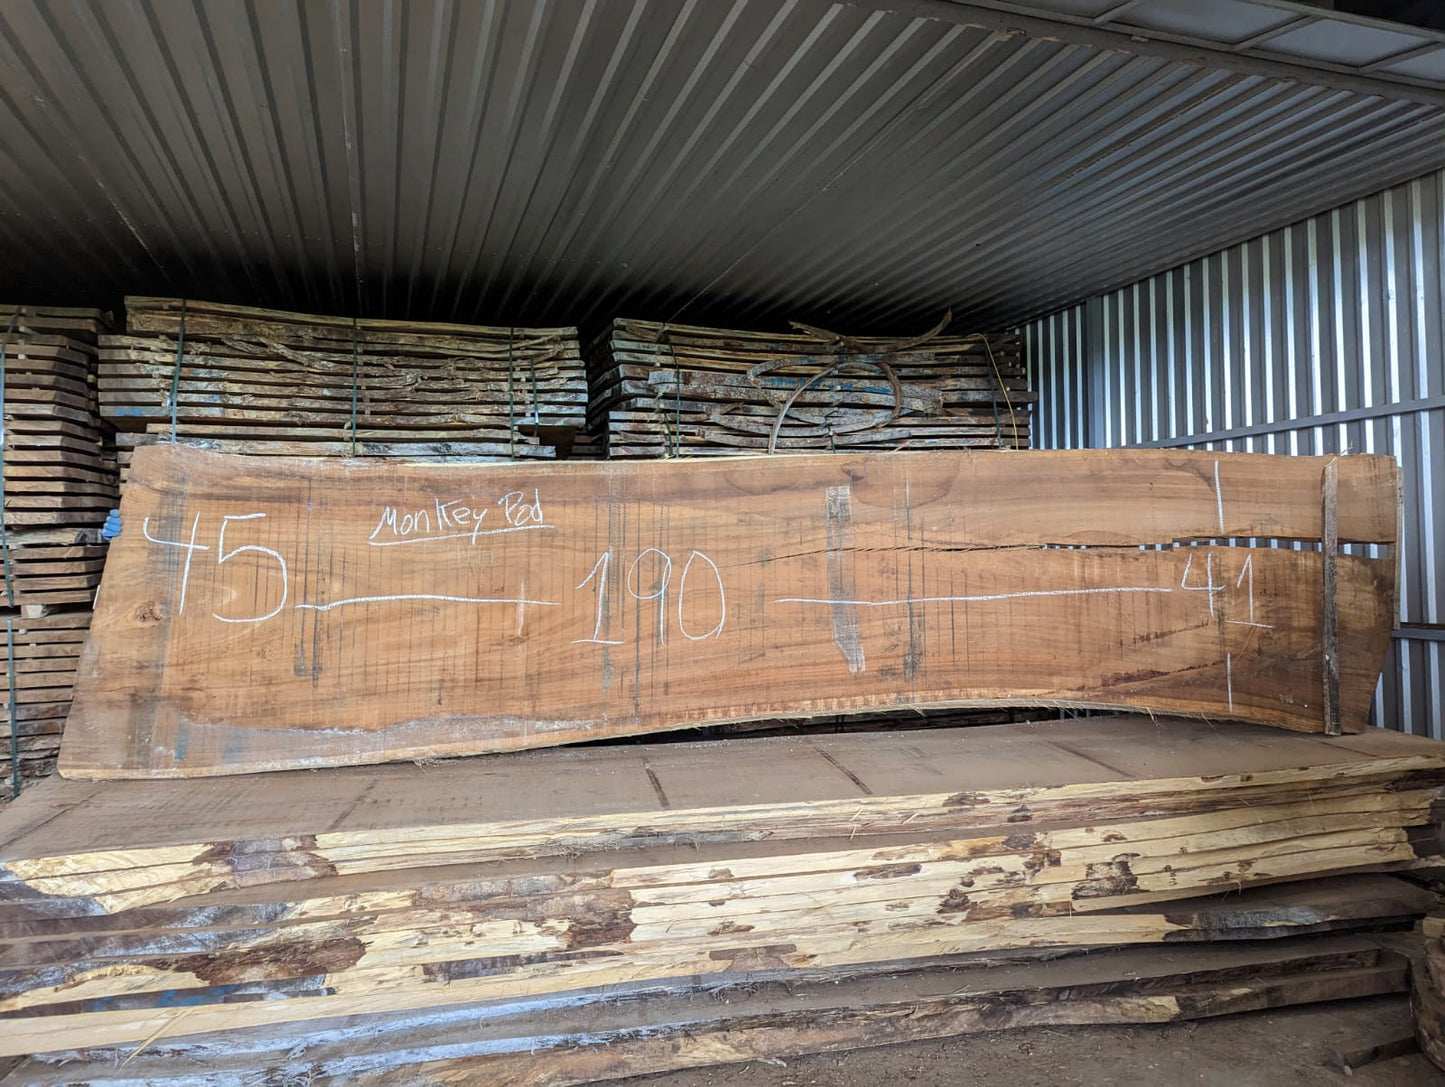 Monkey Pod
45 — 190 — 41